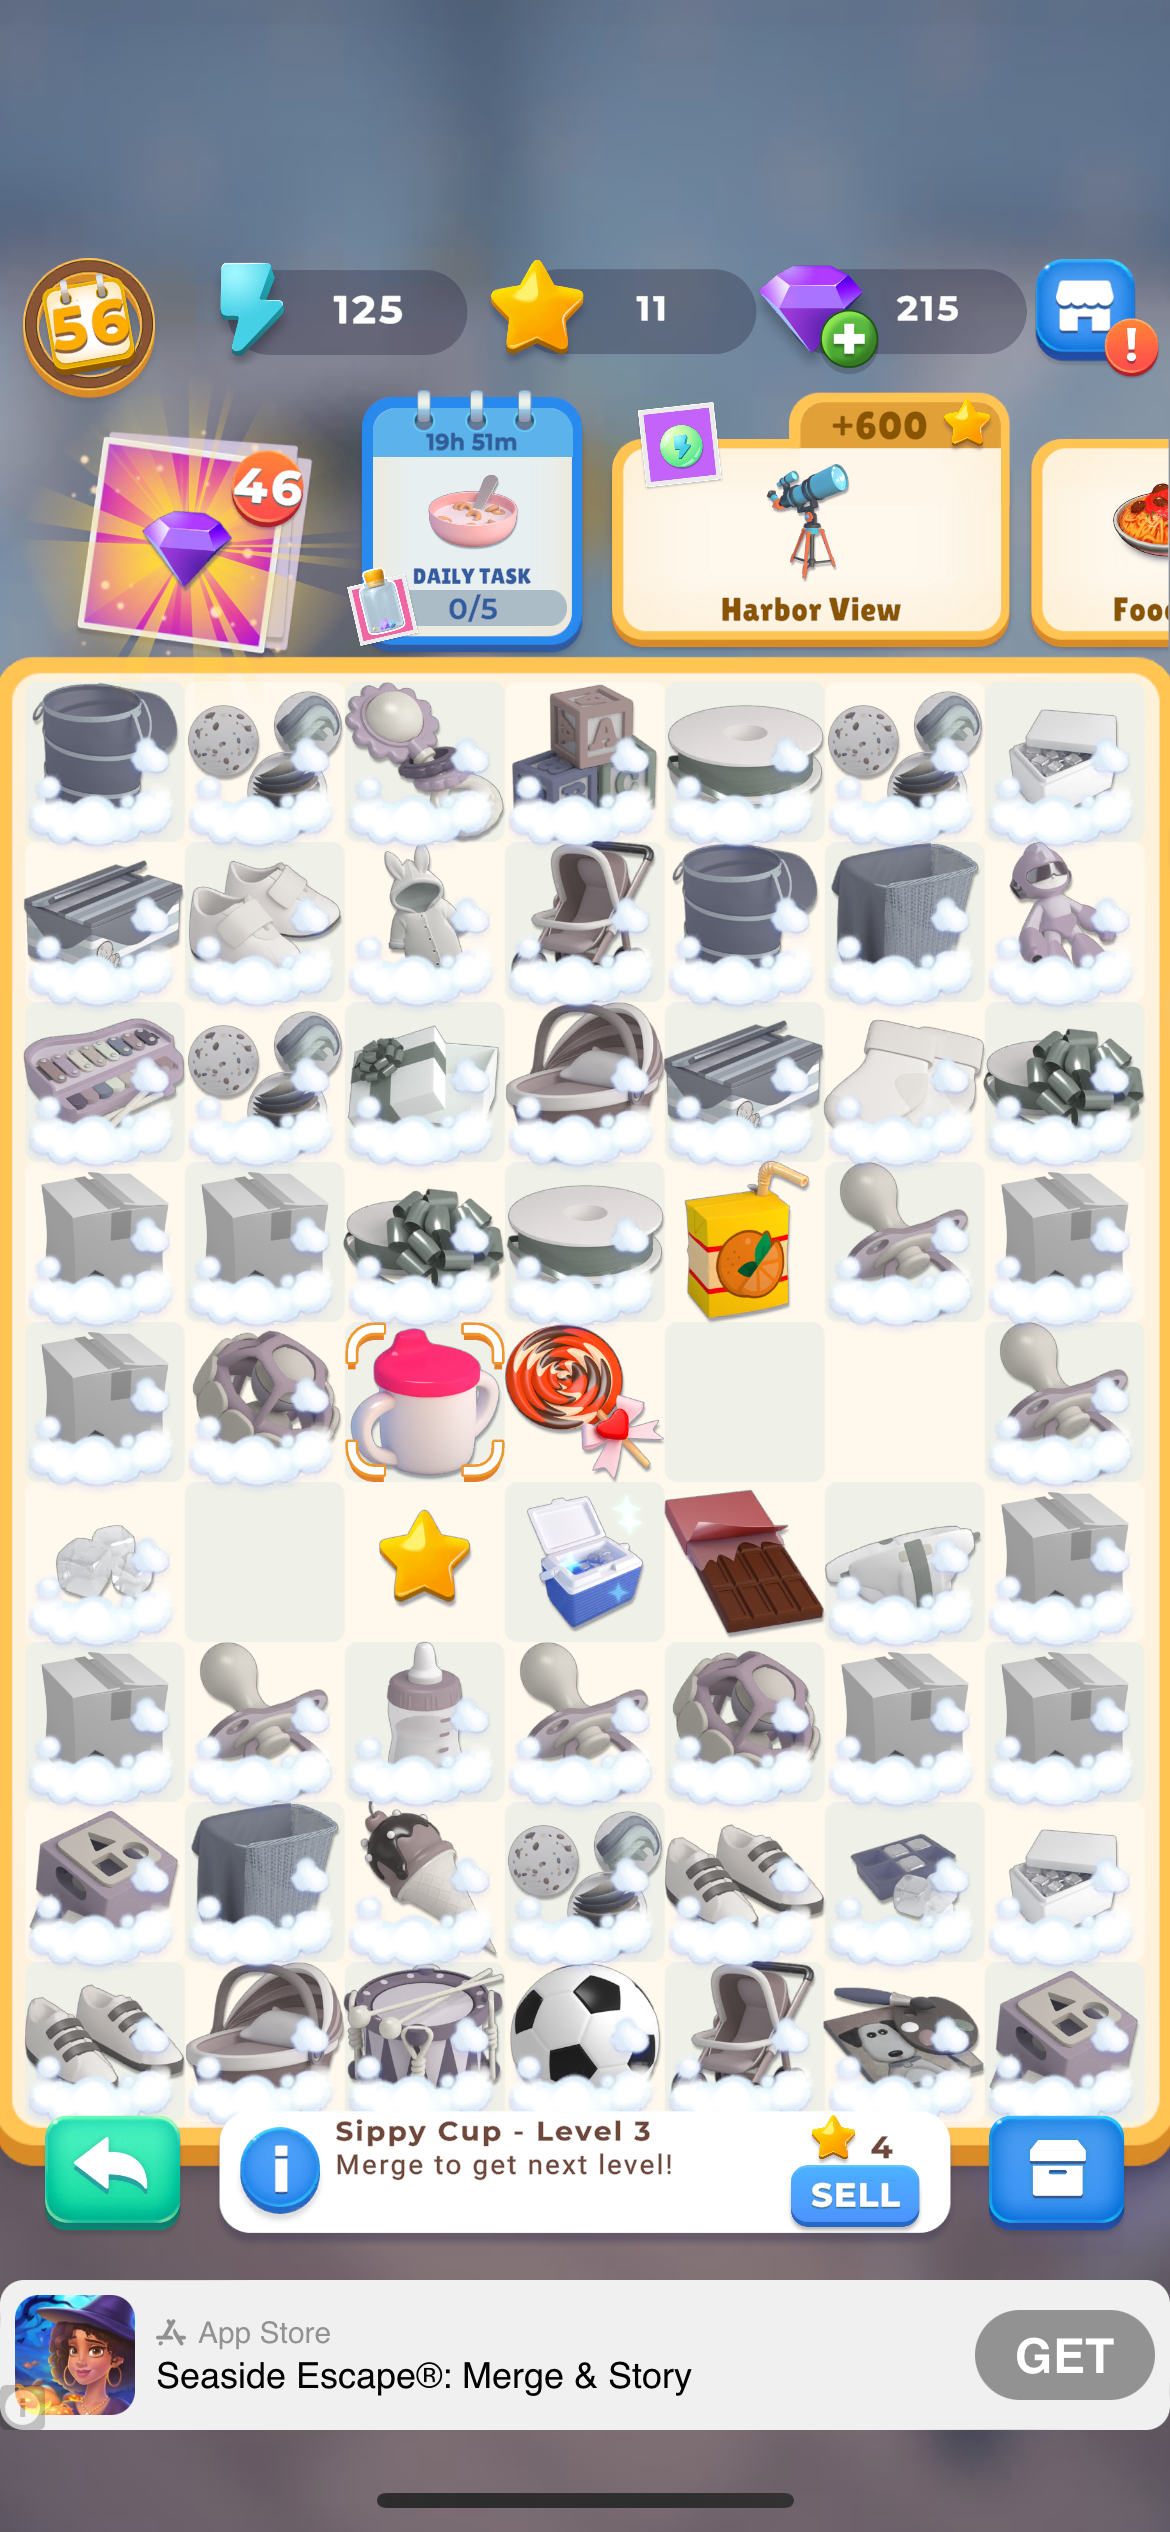 56
125
11
215
!
46
19h 51m
DAILY TASK
0/5
+600
Harbor View
Foo
Sippy Cup - Level 3
Merge to get next level!
4
SELL
i
App Store
Seaside Escape®: Merge & Story
GET